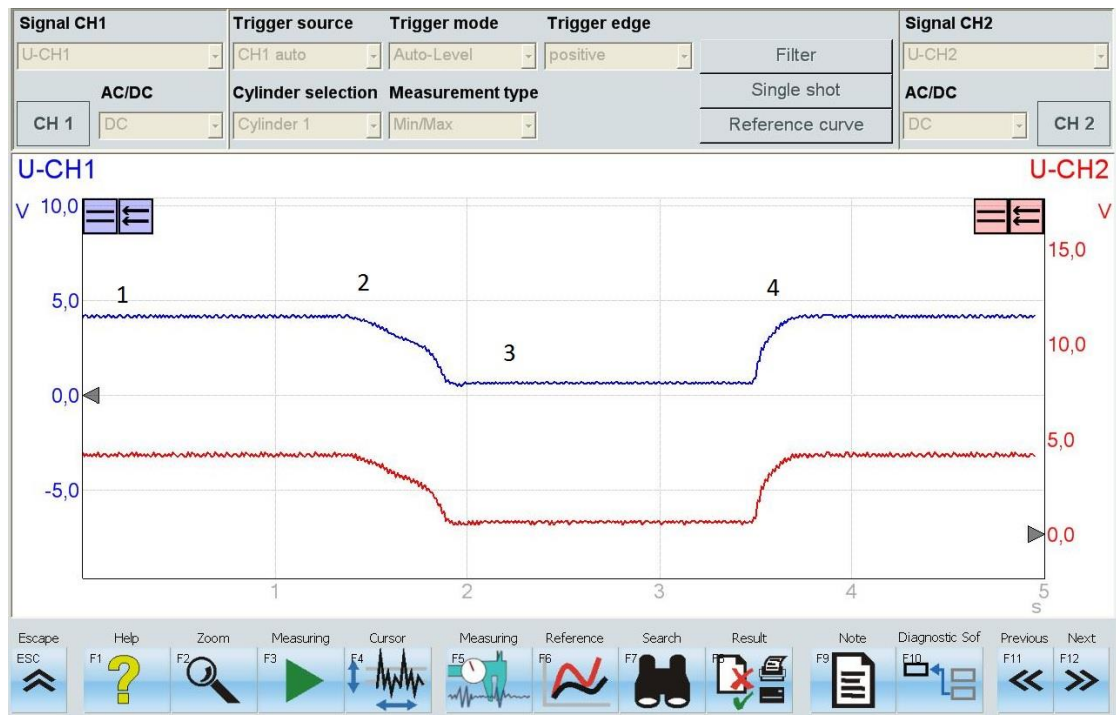 Signal CH1 Trigger source Trigger mode Trigger edge Signal CH2
U-CH1 CH1 auto Auto-Level positive Filter U-CH2
AC/DC Cylinder selection Measurement type Single shot AC/DC
CH 1 DC Cylinder 1 Min/Max Reference curve DC CH 2
U-CH1 U-CH2
V 10,0 V
15,0
1 2 4
5,0
3 10,0
0,0
5,0
-5,0
0,0
1 2 3 4 5
s
Escape Help Zoom Measuring Cursor Measuring Reference Search Result Note Diagnostic Sof Previous Next
ESC F1 F2 F3 F4 F5 F6 F7 F8 F9 F10 F11 F12